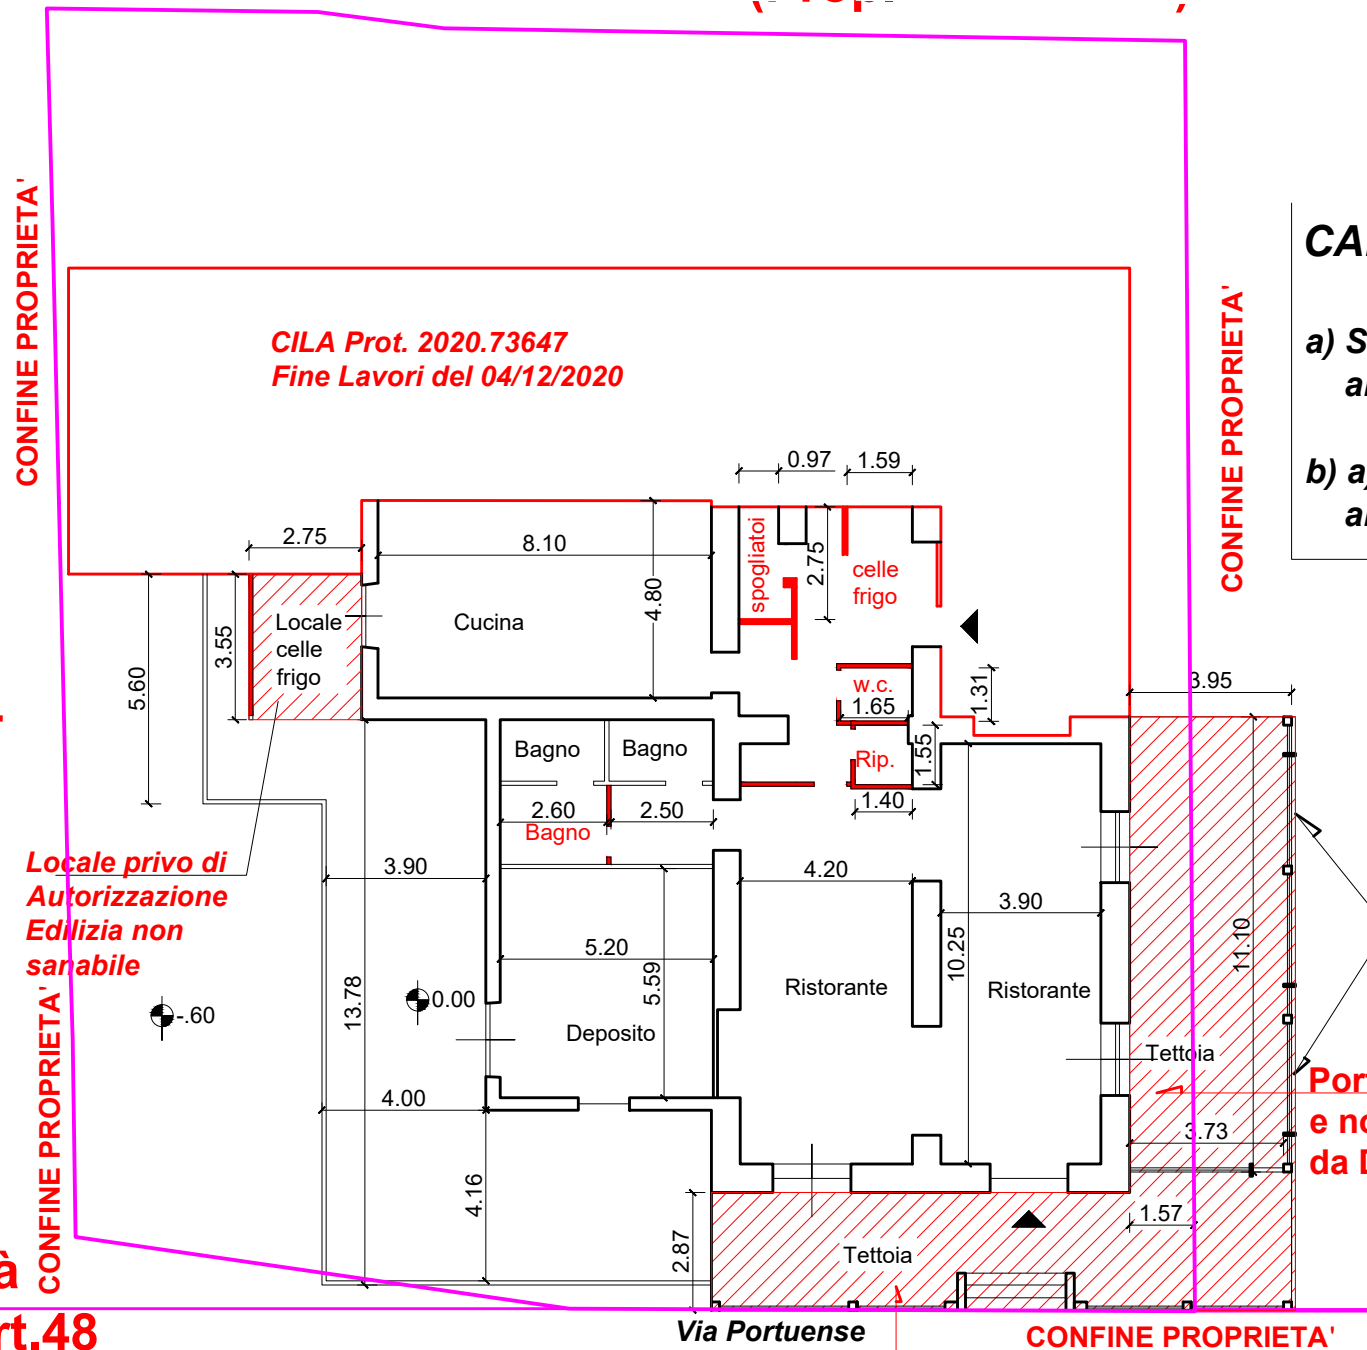 CONFINE PROPRIETA'
CILA Prot. 2020.73647
Fine Lavori del 04/12/2020
CONFINE PROPRIETA'
a) S
b) a
0.97
1.59
2.75
8.10
spogliatoi
2.75
celle
frigo
4.80
Locale
celle
frigo
Cucina
3.55
5.60
w.c.
1.65
1.31
3.95
Bagno
Bagno
Rip.
1.55
1.40
2.60
2.50
Bagno
Locale privo di
Autorizzazione
Edilizia non
sanabile
3.90
4.20
3.90
5.20
5.59
10.25
11.10
13.78
0.00
-.60
Ristorante
Ristorante
Deposito
Tettoia
4.00
3.73
e no
da D
CONFINE PROPRIETA'
4.16
2.87
1.57
Tettoia
à
rt.48
Via Portuense
CONFINE PROPRIETA'